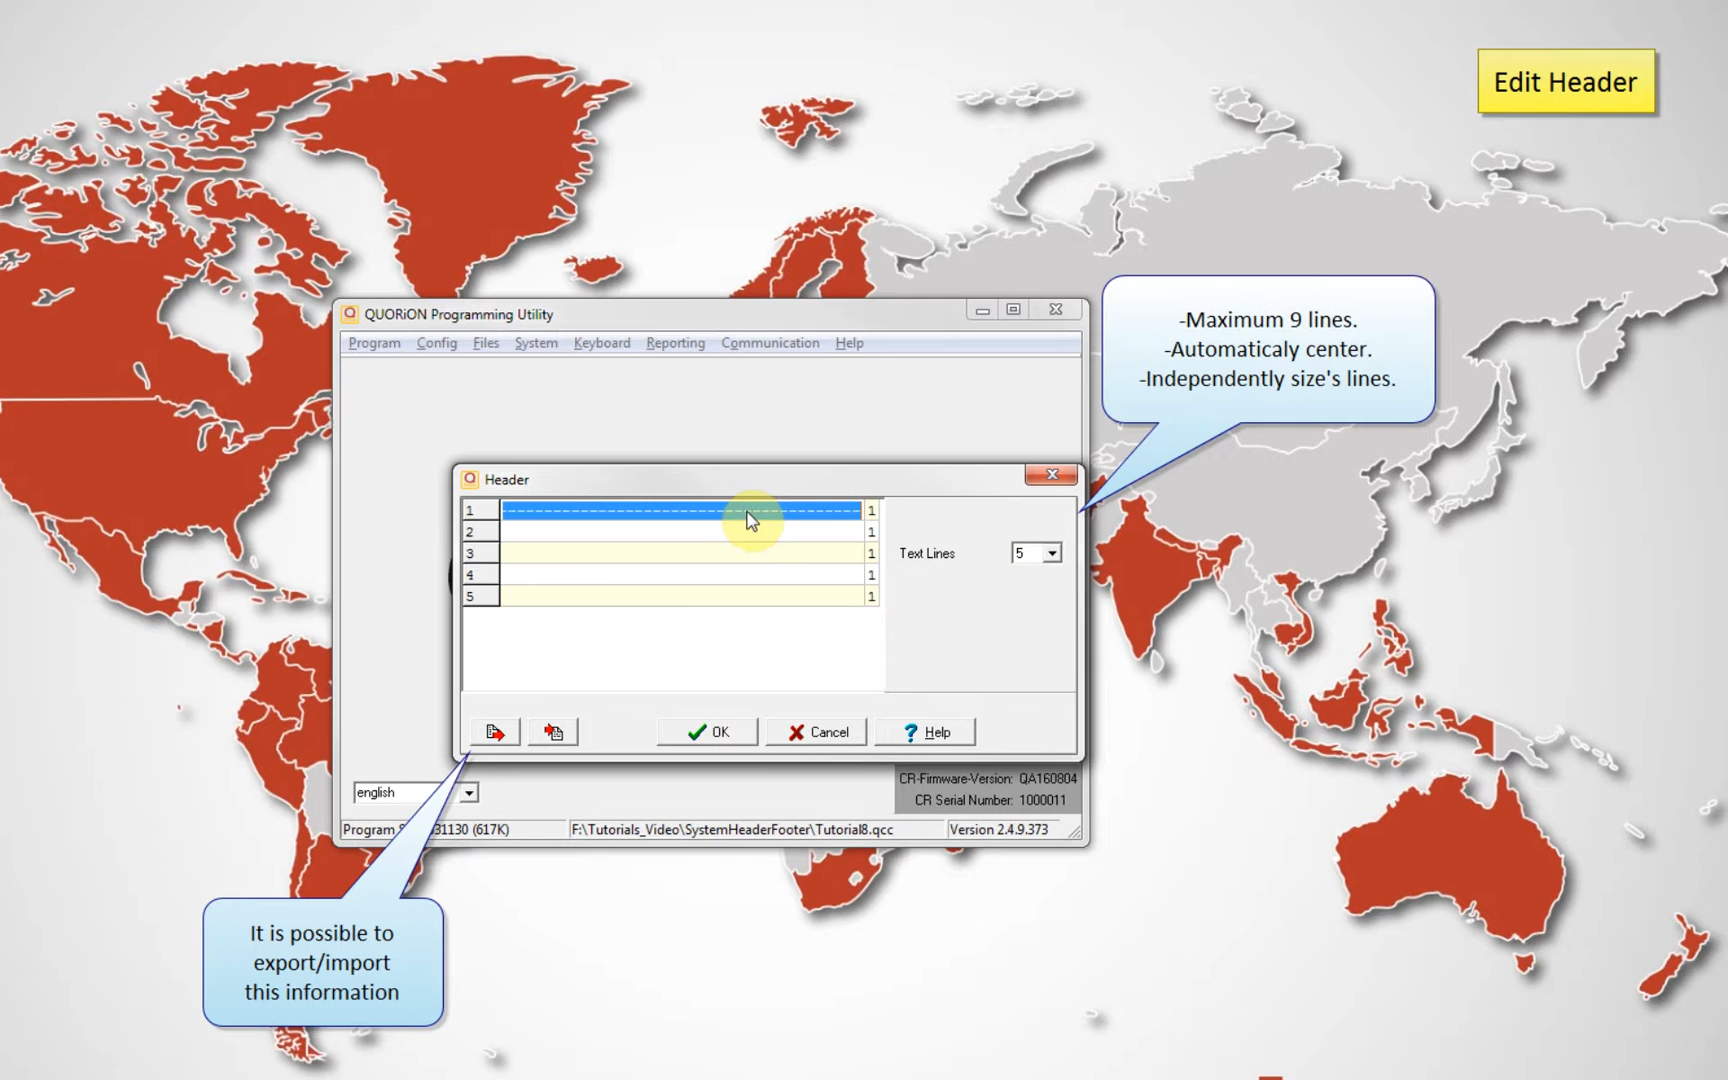 Edit Header
-Maximum 9 lines.
-Automaticaly center.
-Independently size's lines.
QUORiON Programming Utility
Program Config Files System Keyboard Reporting Communication Help
Header
1 1
2 1
3 1
4 1
5 1
Text Lines 5
OK Cancel ? Help
CR-Firmware-Version: QA160804
CR Serial Number: 1000011
english
Program 31130 (617K) F:\Tutorials_Video\SystemHeaderFooter\Tutorial8.qcc Version 2.4.9.373
It is possible to
export/import
this information